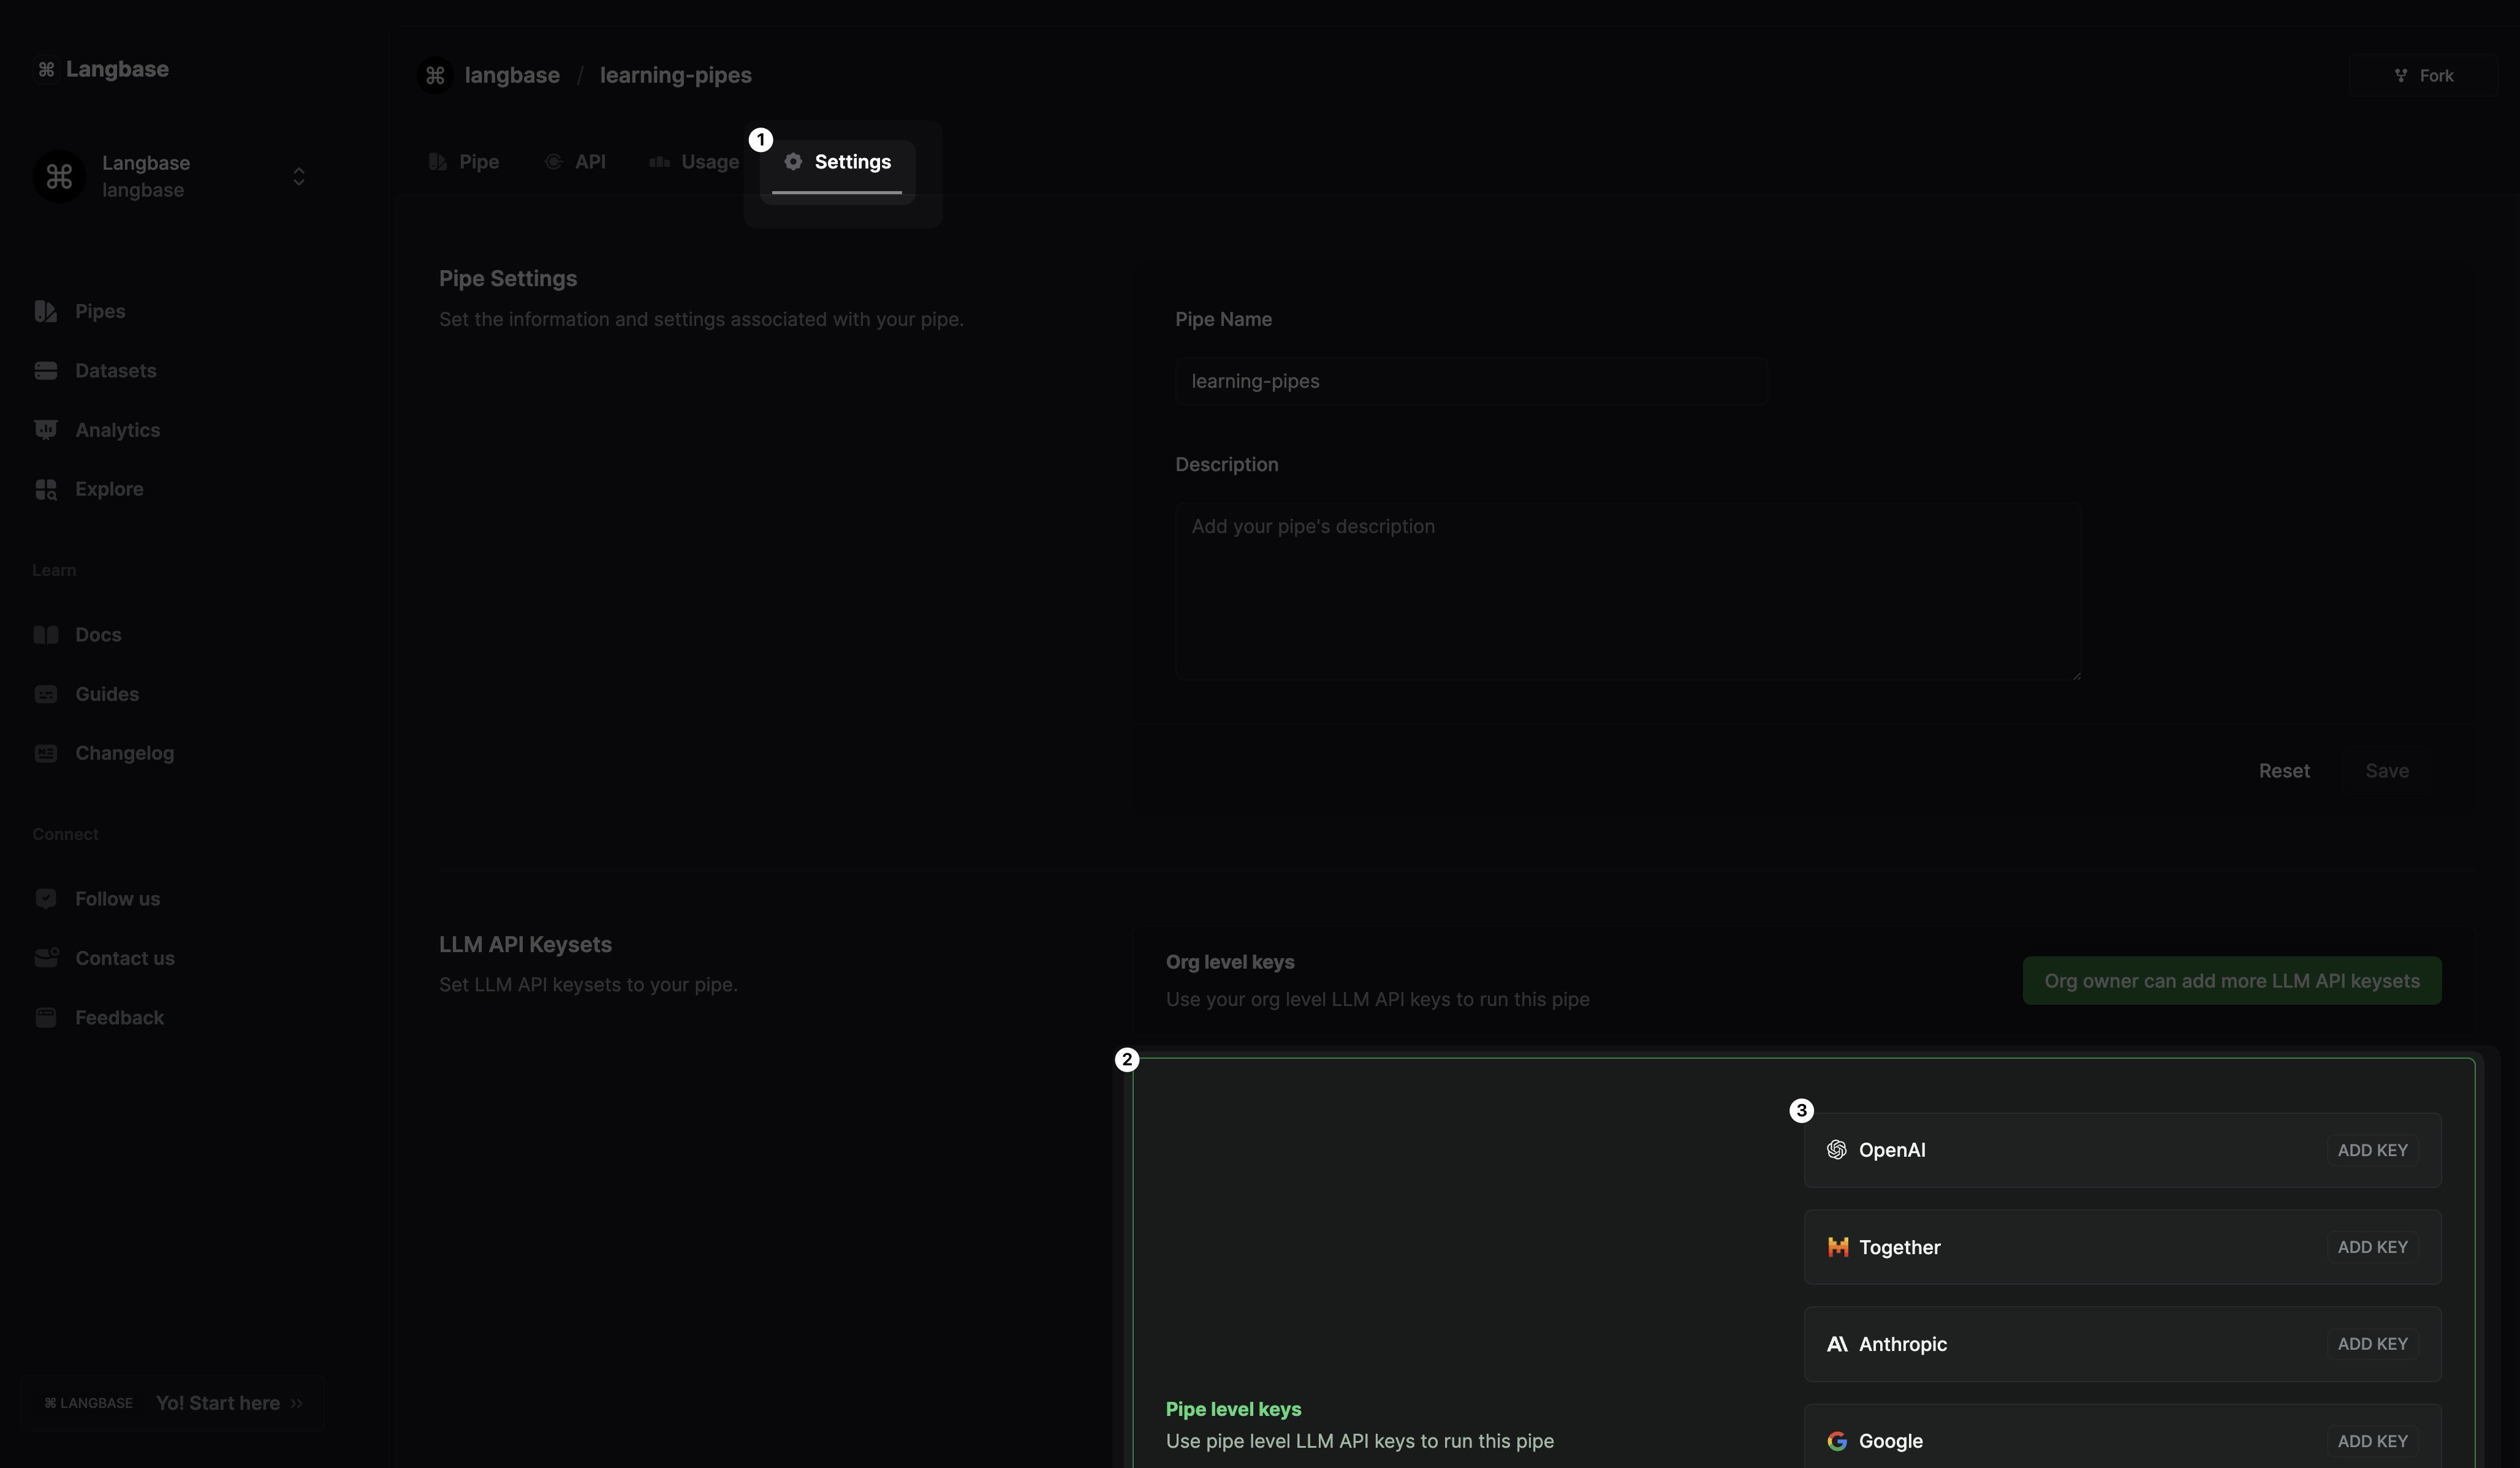 Langbase
langbase / learning-pipes
Fork
Langbase
langbase
1
Pipe
API
Usage
Settings
Pipes
Datasets
Analytics
Explore
Learn
Docs
Guides
Changelog
Connect
Follow us
Contact us
Feedback
LANGBASE Yo! Start here
Pipe Settings
Set the information and settings associated with your pipe.
Pipe Name
learning-pipes
Description
Add your pipe's description
Reset
Save
LLM API Keysets
Set LLM API keysets to your pipe.
Org level keys
Use your org level LLM API keys to run this pipe
Org owner can add more LLM API keysets
2
3
OpenAI ADD KEY
Together ADD KEY
Anthropic ADD KEY
Pipe level keys
Use pipe level LLM API keys to run this pipe
Google ADD KEY